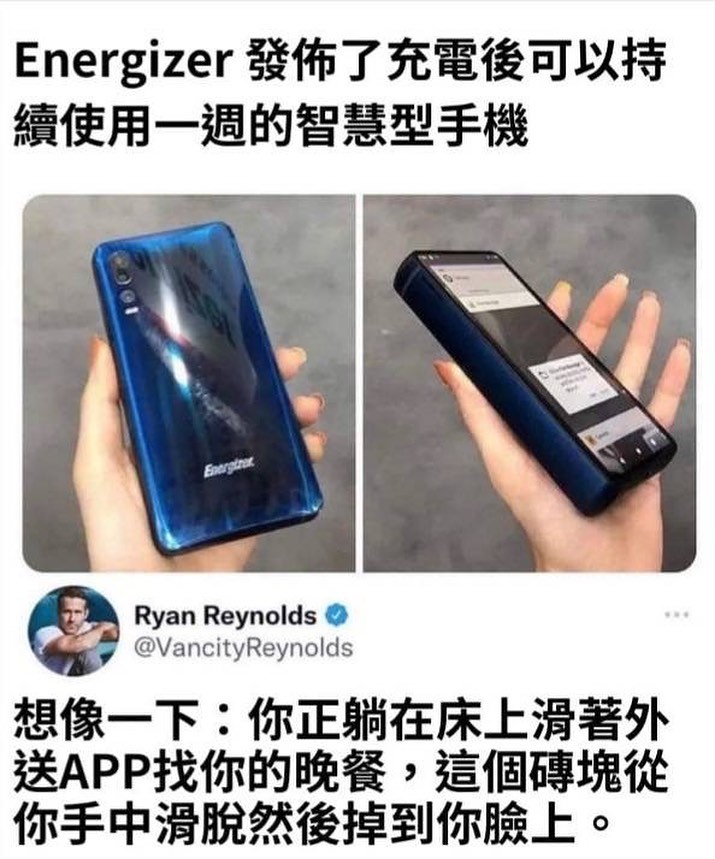 Energizer 發佈了充電後可以持
續使用一週的智慧型手機
Energizer
Ryan Reynolds
@VancityReynolds
想像一下：你正躺在床上滑著外
送APP找你的晚餐，這個磚塊從
你手中滑脫然後掉到你臉上。